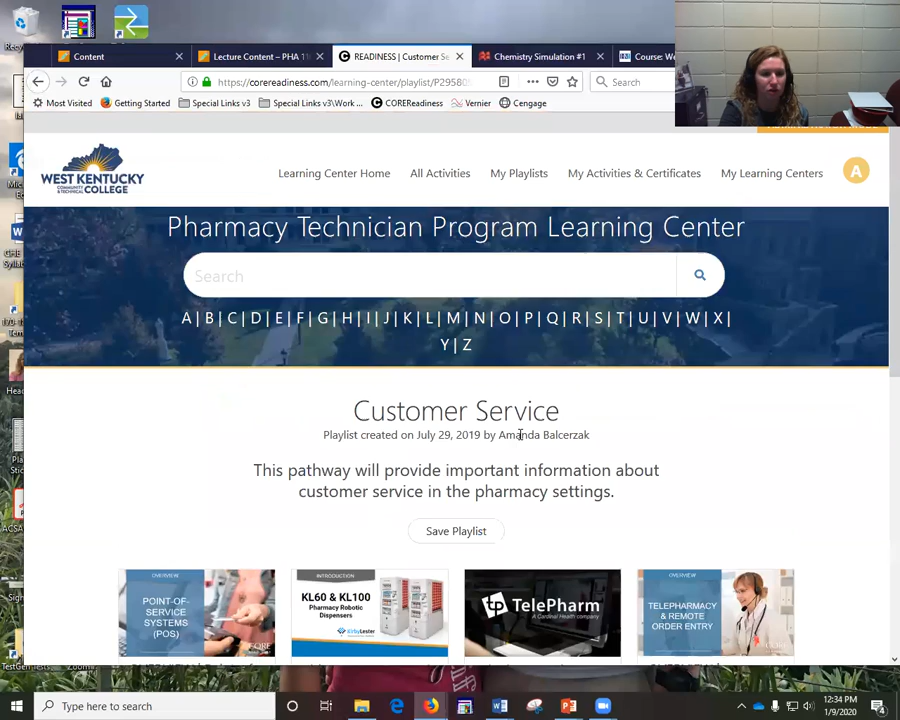 Content
Lecture Content – PHA 1
READINESS | Customer Se
Chemistry Simulation #1
Course: W
https://corereadiness.com/learning-center/playlist/P29580
Search
Most Visited
Getting Started
Special Links v3
Special Links v3\Work ...
COREReadiness
Vernier
Cengage
WEST KENTUCKY
COMMUNITY & TECHNICAL
COLLEGE
Learning Center Home
All Activities
My Playlists
My Activities & Certificates
My Learning Centers
A
Pharmacy Technician Program Learning Center
Search
A | B | C | D | E | F | G | H | I | J | K | L | M | N | O | P | Q | R | S | T | U | V | W | X |
Y | Z
Customer Service
Playlist created on July 29, 2019 by Amanda Balcerzak
This pathway will provide important information about
customer service in the pharmacy settings.
Save Playlist
OVERVIEW
POINT-OF-
SERVICE
SYSTEMS
(POS)
INTRODUCTION
KL60 & KL100
Pharmacy Robotic
Dispensers
KirbyLester
tp TelePharm
A Cardinal Health company
OVERVIEW
TELEPHARMACY
& REMOTE
ORDER ENTRY
Type here to search
12:34 PM
1/9/2020